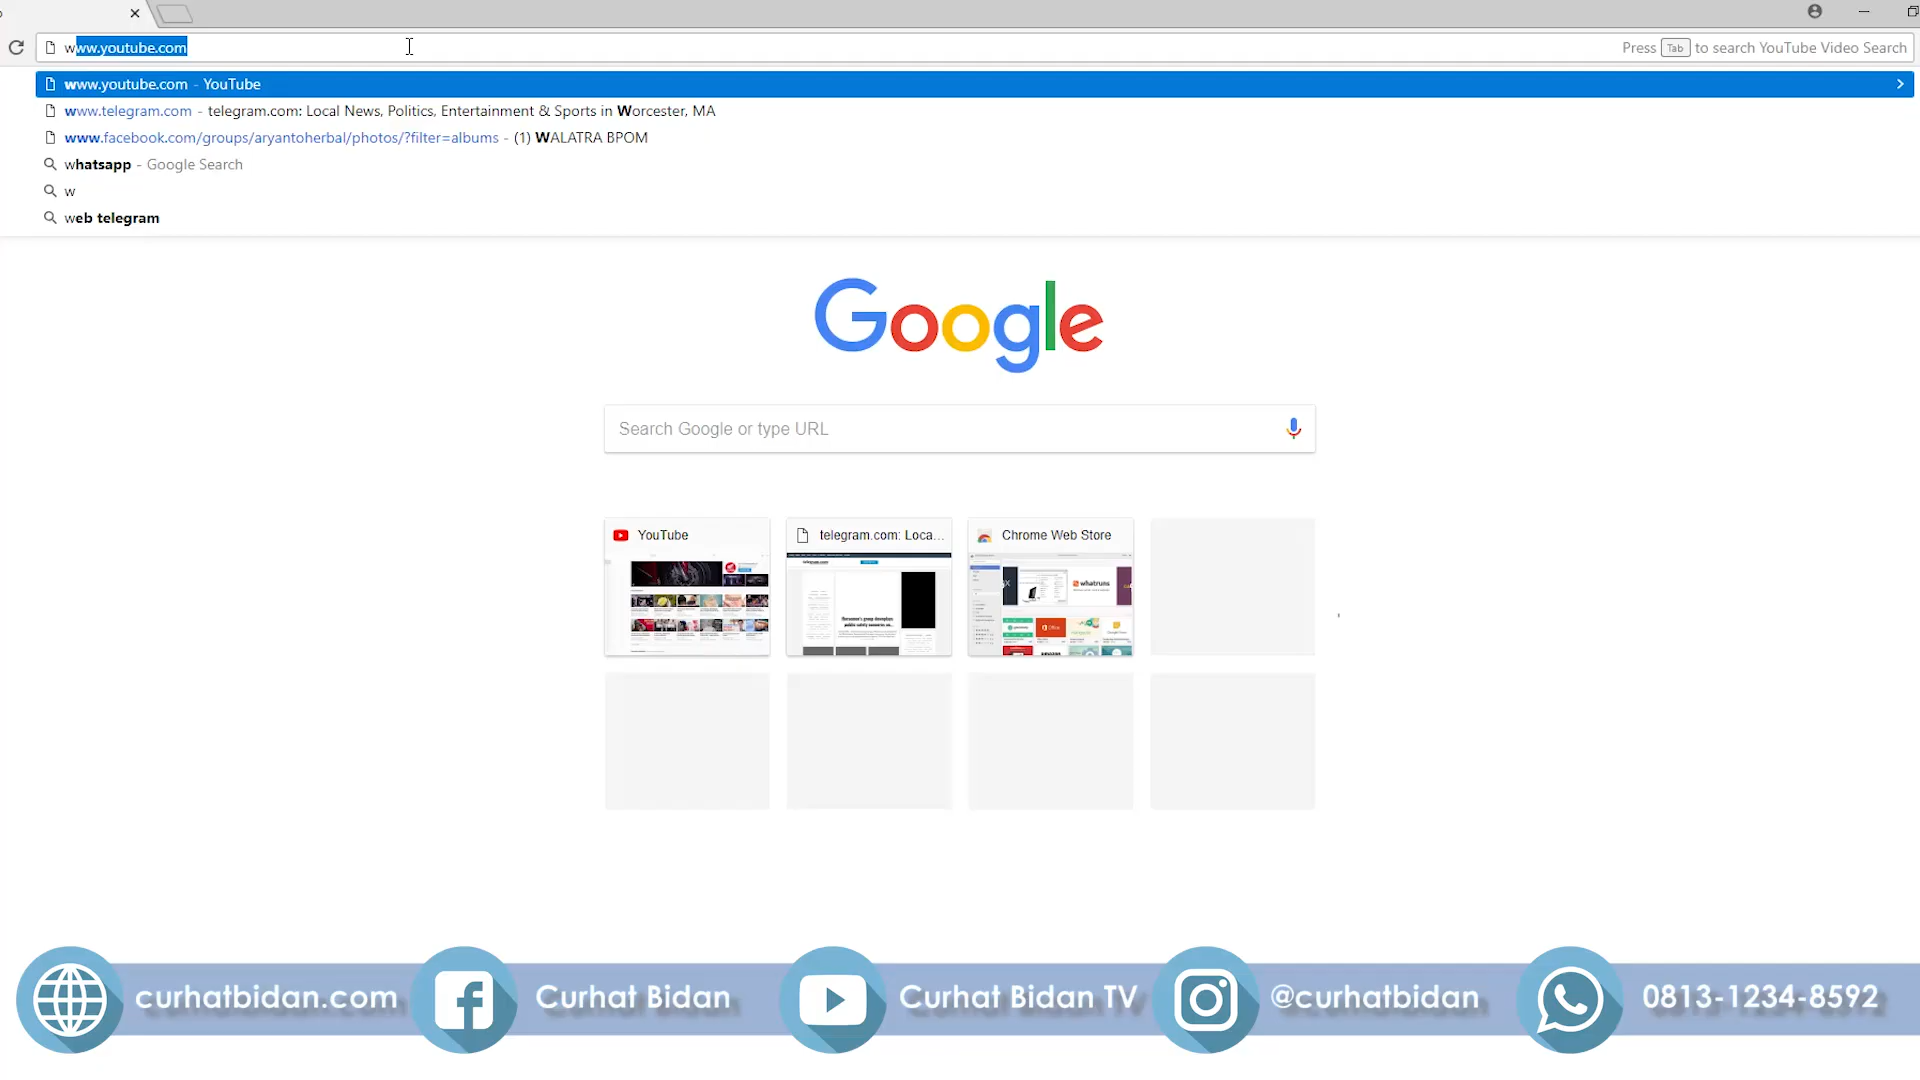 www.youtube.com
Press Tab to search YouTube Video Search
www.youtube.com - YouTube
www.telegram.com - telegram.com: Local News, Politics, Entertainment & Sports in Worcester, MA
www.facebook.com/groups/aryantoherbal/photos/?filter=albums - (1) WALATRA BPOM
whatsapp - Google Search
w
web telegram
Google
Search Google or type URL
YouTube
telegram.com: Loca...
Chrome Web Store
whatruns
curhatbidan.com
Curhat Bidan
Curhat Bidan TV
@curhatbidan
0813-1234-8592